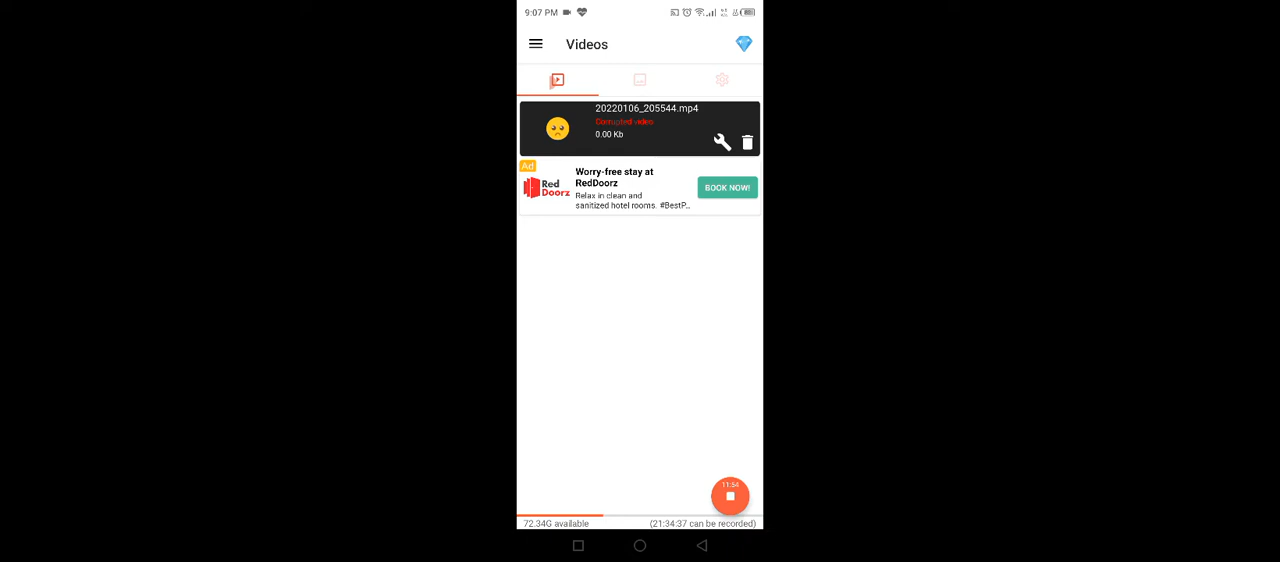 9:07 PM
Videos
20220106_205544.mp4
Corrupted video
0.00 Kb
Ad
Red
Doorz
Worry-free stay at
RedDoorz
Relax in clean and
sanitized hotel rooms. #BestP...
BOOK NOW!
11:54
72.34G available
(21:34:37 can be recorded)